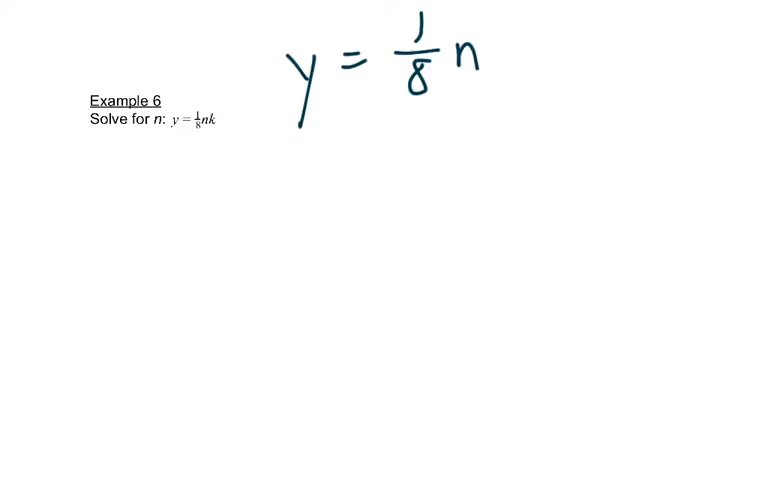 y = 1/8 n
Example 6
Solve for n: y = 1/8 nk